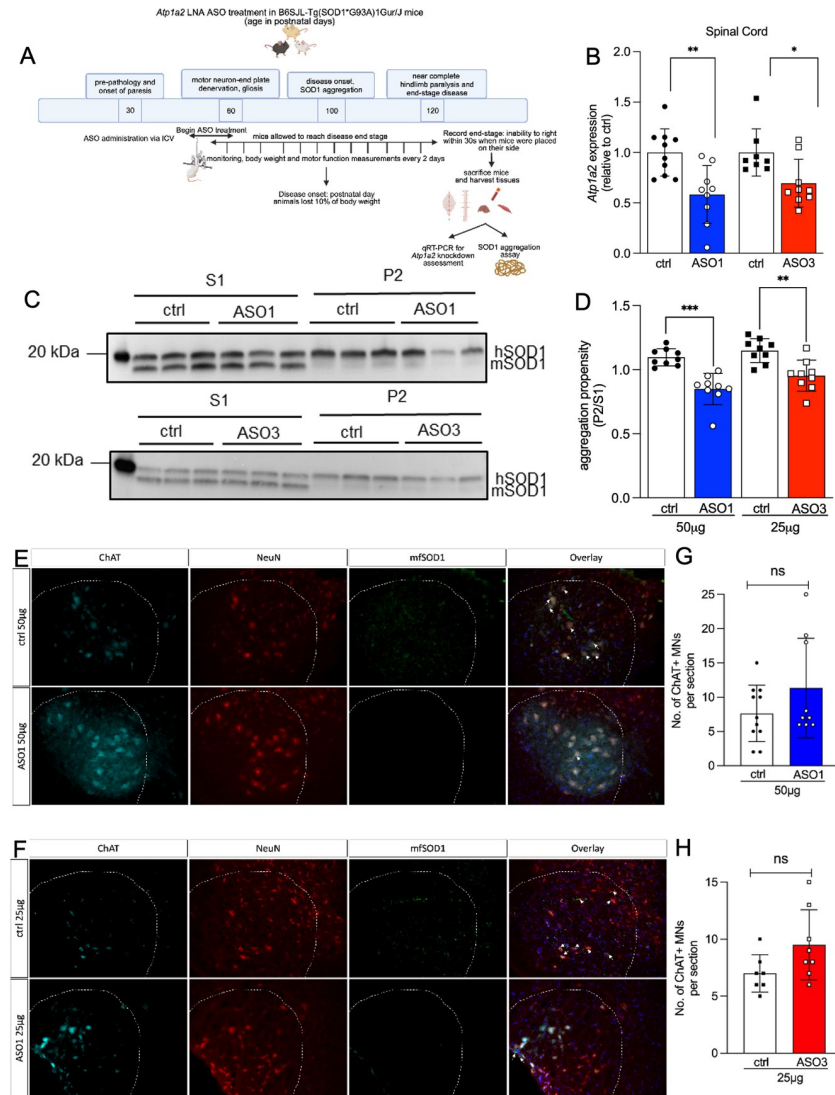 Atp1a2 LNA ASO treatment in B6SJL-Tg(SOD1*G93A)1Gur/J mice
(age in postnatal days)
A
pre-pathology and
onset of paresis
motor neuron-end plate
denervation, gliosis
disease onset,
SOD1 aggregation
near complete
hindlimb paralysis and
end-stage disease
30
60
100
120
ASO administration via ICV
Begin ASO treatment
mice allowed to reach disease end stage
Record end-stage: inability to right
within 30s when mice were placed
on their side
monitoring, body weight and motor function measurements every 2 days
Disease onset: postnatal day
animals lost 10% of body weight
sacrifice mice
and harvest tissues
qRT-PCR for
Atp1a2 knockdown
assessment
SOD1 aggregation
assay
B
Spinal Cord
Atp1a2 expression
(relative to ctrl)
2.0
1.5
1.0
0.5
0.0
**
*
ctrl
ASO1
ctrl
ASO3
C
S1
P2
ctrl
ASO1
ctrl
ASO1
20 kDa
hSOD1
mSOD1
S1
P2
ctrl
ASO3
ctrl
ASO3
20 kDa
hSOD1
mSOD1
D
aggregation propensity
(P2/S1)
1.5
1.0
1.0
0.0
***
**
ctrl
ASO1
ctrl
ASO3
50µg
25µg
E
ChAT
NeuN
mfSOD1
Overlay
ctrl 50µg
ASO1 50µg
G
No. of ChAT+ MNs
per section
25
20
15
10
5
0
ns
ctrl
ASO1
50µg
F
ChAT
NeuN
mfSOD1
Overlay
ctrl 25µg
ASO1 25µg
H
No. of ChAT+ MNs
per section
15
10
5
0
ns
ctrl
ASO3
25µg